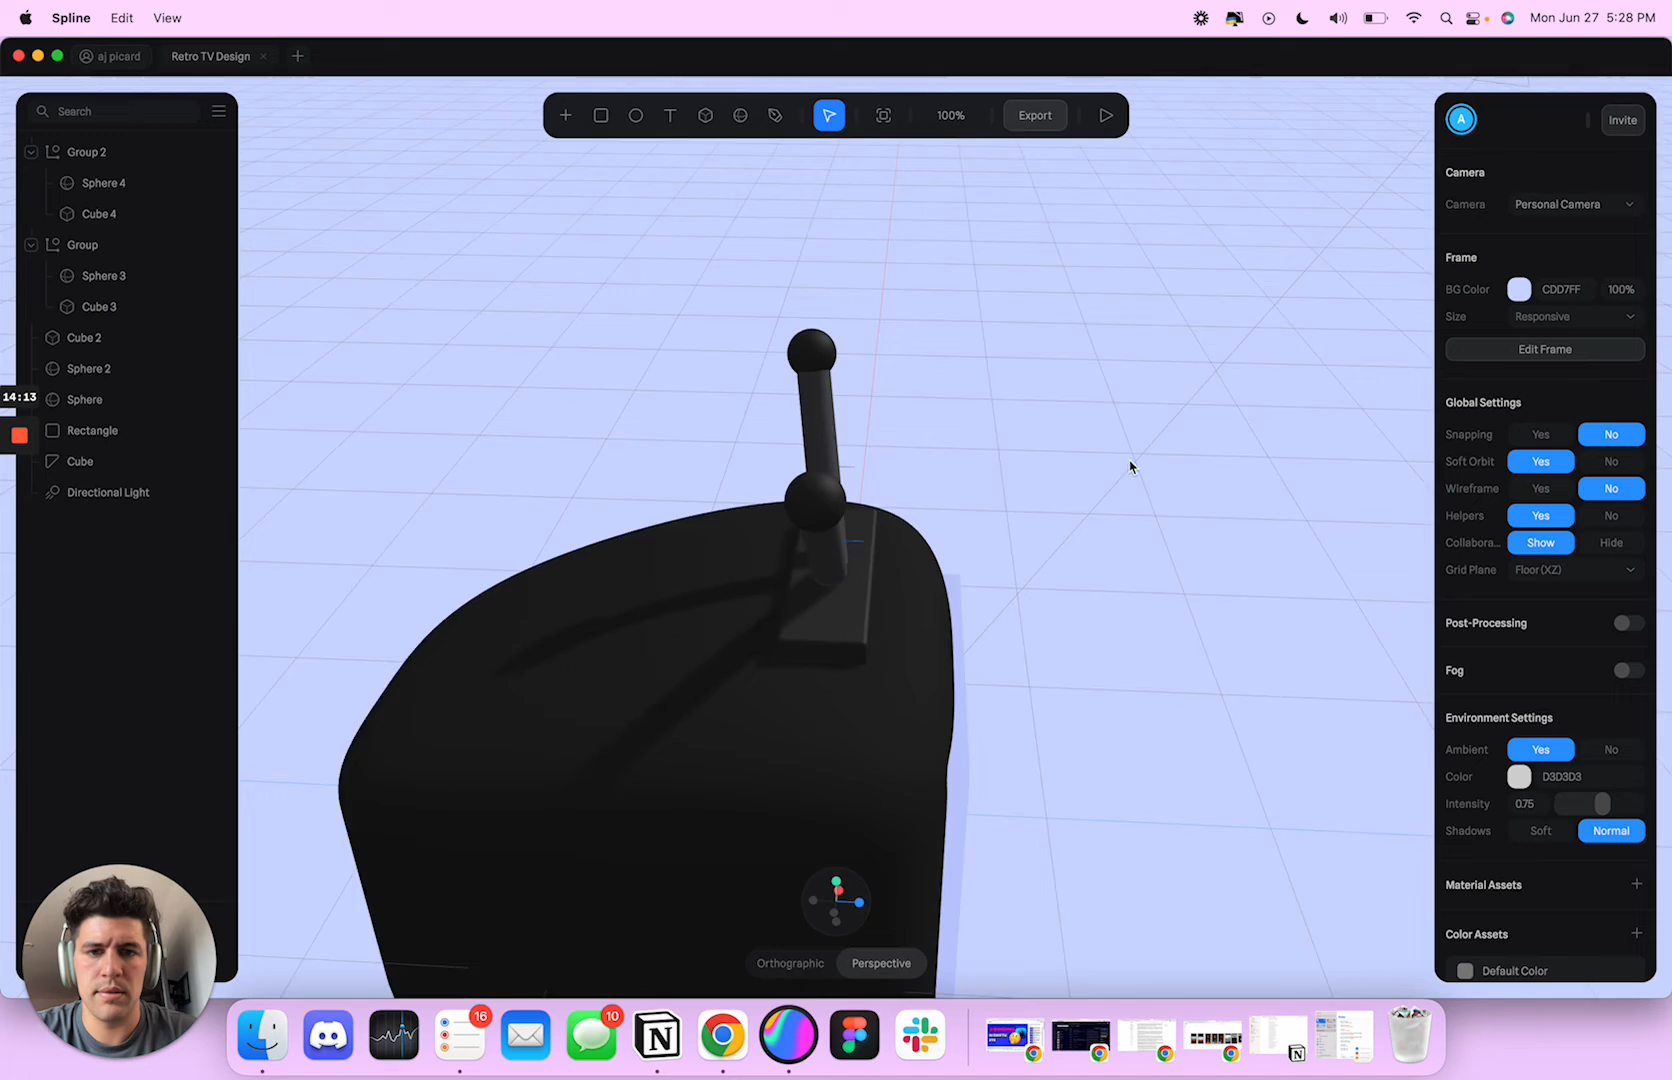 Spline Edit View
Mon Jun 27 5:28 PM
aj picard
Retro TV Design
Search
Group 2
Sphere 4
Cube 4
Group
Sphere 3
Cube 3
Cube 2
Sphere 2
Sphere
Rectangle
Cube
Directional Light
14:13
100%
Export
A
Invite
Camera
Camera Personal Camera
Frame
BG Color CDD7FF 100%
Size Responsive
Edit Frame
Global Settings
Snapping Yes No
Soft Orbit Yes No
Wireframe Yes No
Helpers Yes No
Collabora... Show Hide
Grid Plane Floor (XZ)
Post-Processing
Fog
Environment Settings
Ambient Yes No
Color D3D3D3
Intensity 0.75
Shadows Soft Normal
Material Assets
Color Assets
Default Color
Orthographic Perspective
16
10